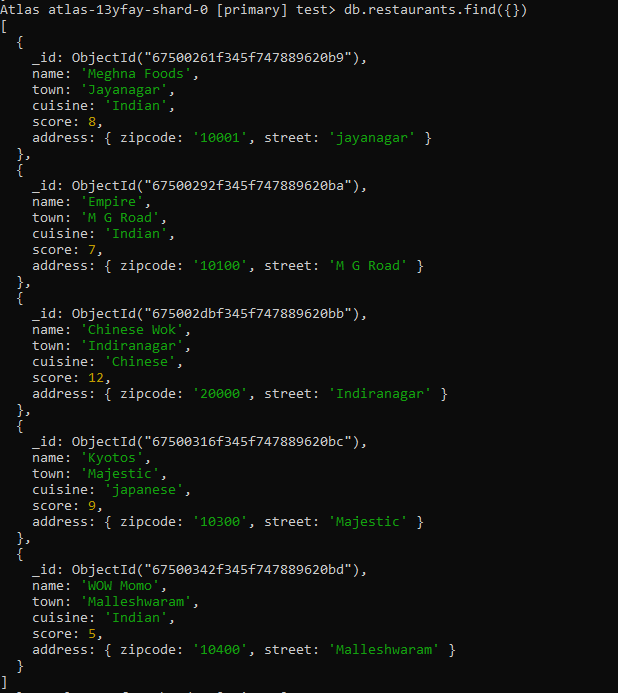 Atlas atlas-13yfay-shard-0 [primary] test> db.restaurants.find({})
[
  {
    _id: ObjectId("67500261f345f747889620b9"),
    name: 'Meghna Foods',
    town: 'Jayanagar',
    cuisine: 'Indian',
    score: 8,
    address: { zipcode: '10001', street: 'jayanagar' }
  },
  {
    _id: ObjectId("67500292f345f747889620ba"),
    name: 'Empire',
    town: 'M G Road',
    cuisine: 'Indian',
    score: 7,
    address: { zipcode: '10100', street: 'M G Road' }
  },
  {
    _id: ObjectId("675002dbf345f747889620bb"),
    name: 'Chinese Wok',
    town: 'Indiranagar',
    cuisine: 'Chinese',
    score: 12,
    address: { zipcode: '20000', street: 'Indiranagar' }
  },
  {
    _id: ObjectId("67500316f345f747889620bc"),
    name: 'Kyotos',
    town: 'Majestic',
    cuisine: 'japanese',
    score: 9,
    address: { zipcode: '10300', street: 'Majestic' }
  },
  {
    _id: ObjectId("67500342f345f747889620bd"),
    name: 'WOW Momo',
    town: 'Malleshwaram',
    cuisine: 'Indian',
    score: 5,
    address: { zipcode: '10400', street: 'Malleshwaram' }
  }
]